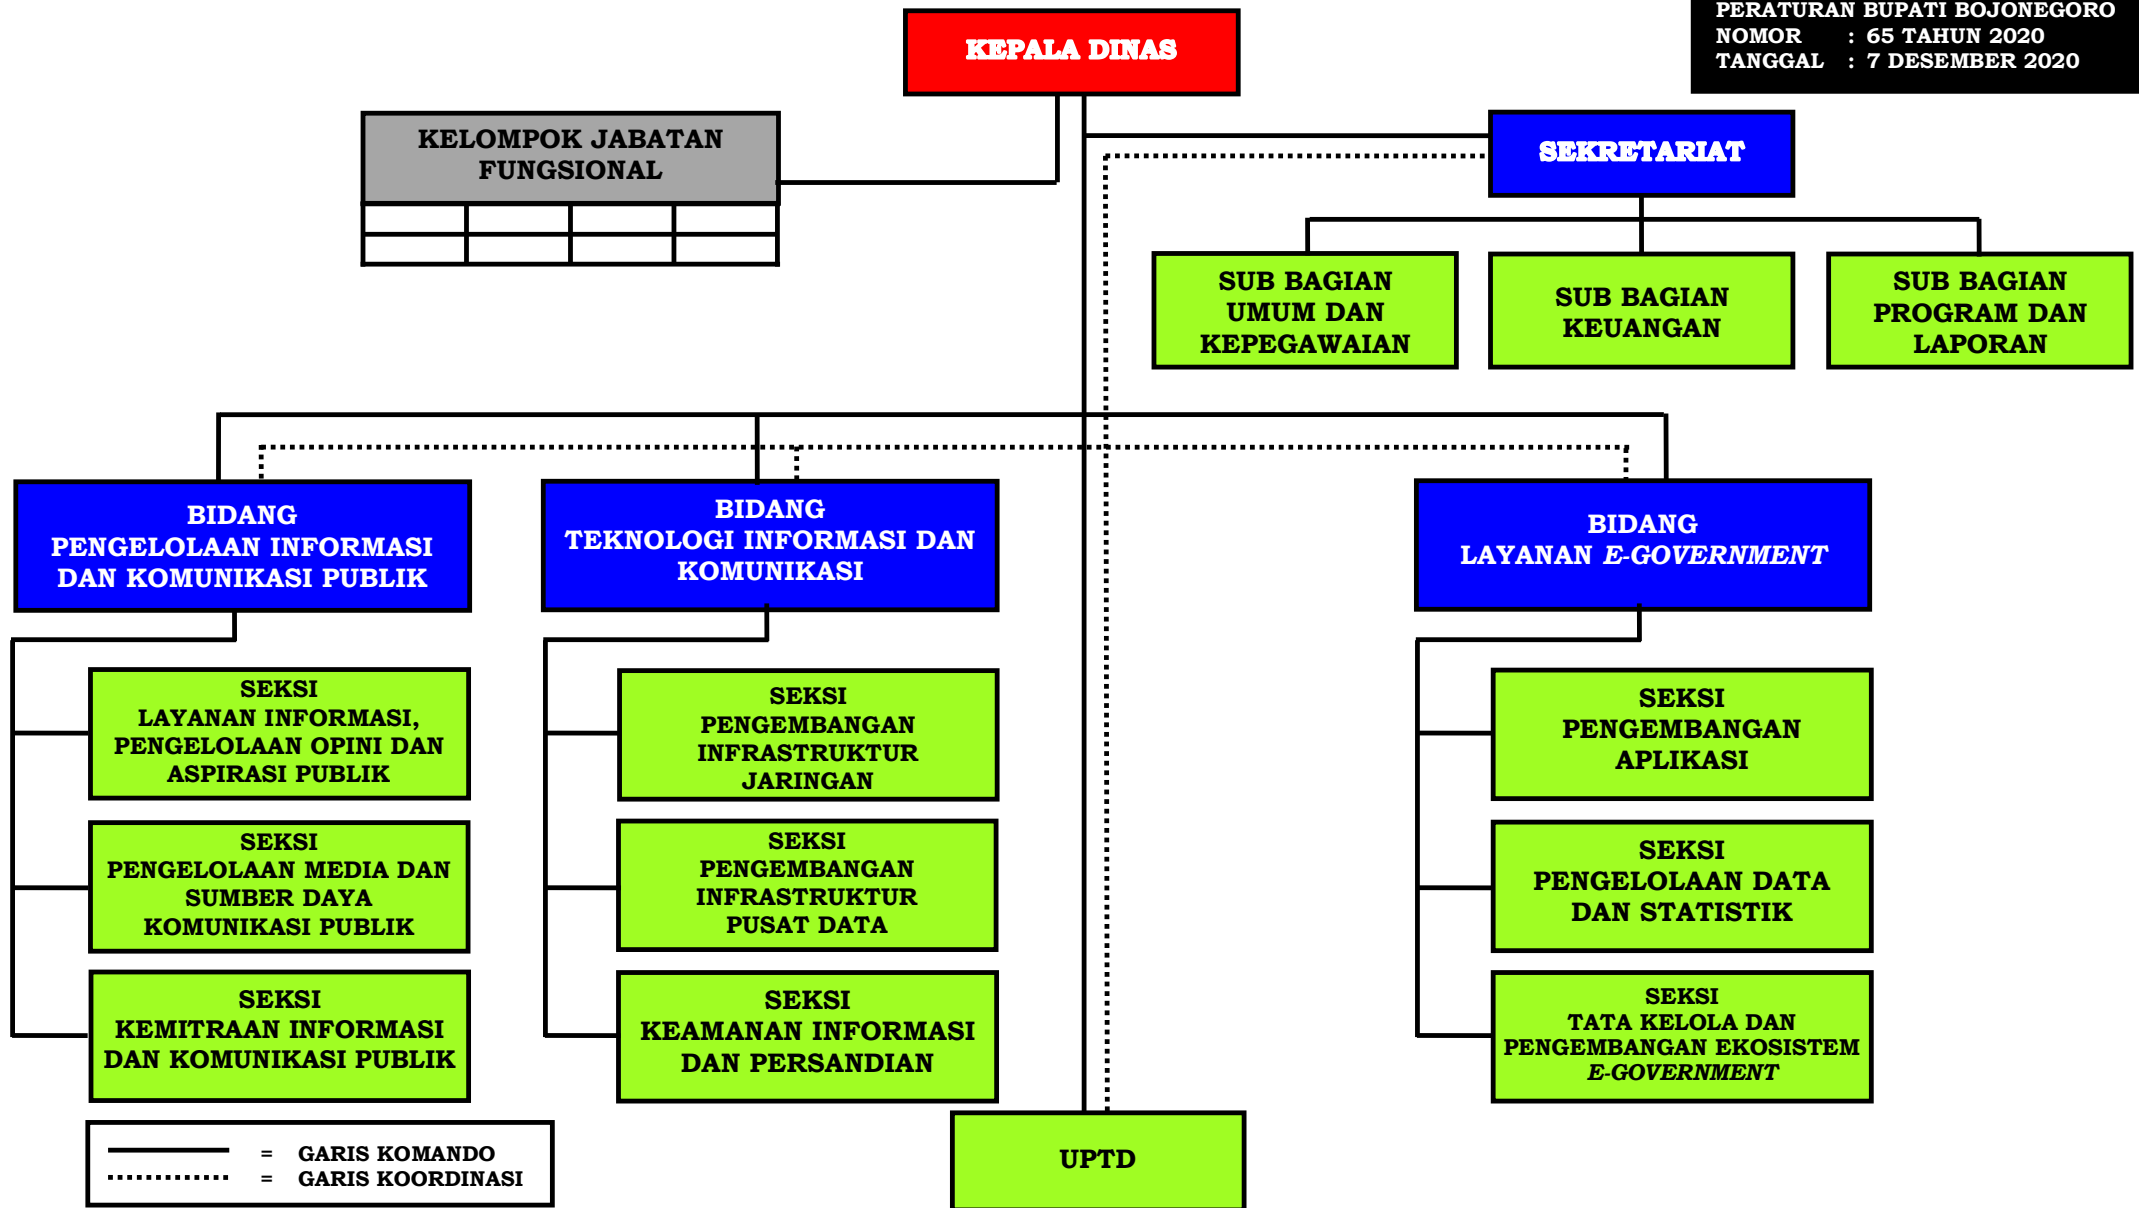 PERATURAN BUPATI BOJONEGORO
NOMOR : 65 TAHUN 2020
TANGGAL : 7 DESEMBER 2020
KEPALA DINAS
KELOMPOK JABATAN
FUNGSIONAL
SEKRETARIAT
SUB BAGIAN
UMUM DAN
KEPEGAWAIAN
SUB BAGIAN
KEUANGAN
SUB BAGIAN
PROGRAM DAN
LAPORAN
BIDANG
PENGELOLAAN INFORMASI
DAN KOMUNIKASI PUBLIK
BIDANG
TEKNOLOGI INFORMASI DAN
KOMUNIKASI
BIDANG
LAYANAN E-GOVERNMENT
SEKSI
LAYANAN INFORMASI,
PENGELOLAAN OPINI DAN
ASPIRASI PUBLIK
SEKSI
PENGELOLAAN MEDIA DAN
SUMBER DAYA
KOMUNIKASI PUBLIK
SEKSI
KEMITRAAN INFORMASI
DAN KOMUNIKASI PUBLIK
SEKSI
PENGEMBANGAN
INFRASTRUKTUR
JARINGAN
SEKSI
PENGEMBANGAN
INFRASTRUKTUR
PUSAT DATA
SEKSI
KEAMANAN INFORMASI
DAN PERSANDIAN
SEKSI
PENGEMBANGAN
APLIKASI
SEKSI
PENGELOLAAN DATA
DAN STATISTIK
SEKSI
TATA KELOLA DAN
PENGEMBANGAN EKOSISTEM
E-GOVERNMENT
UPTD
= GARIS KOMANDO
= GARIS KOORDINASI